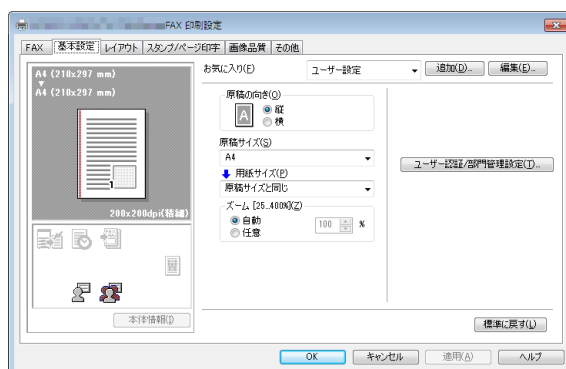 FAX 印刷設定
FAX 基本設定 レイアウト スタンプ/ページ印字 画像品質 その他
A4 (210x297 mm)
A4 (210x297 mm)
1
200x200dpi(精細)
本体情報(I)
お気に入り(F) ユーザー設定 追加(D)... 編集(E)...
原稿の向き(O)
A
縦
横
原稿サイズ(S)
A4
用紙サイズ(P)
原稿サイズと同じ
ズーム [25..400%](Z)
自動
任意
100 %
ユーザー認証/部門管理設定(T)...
標準に戻す(L)
OK キャンセル 適用(A) ヘルプ